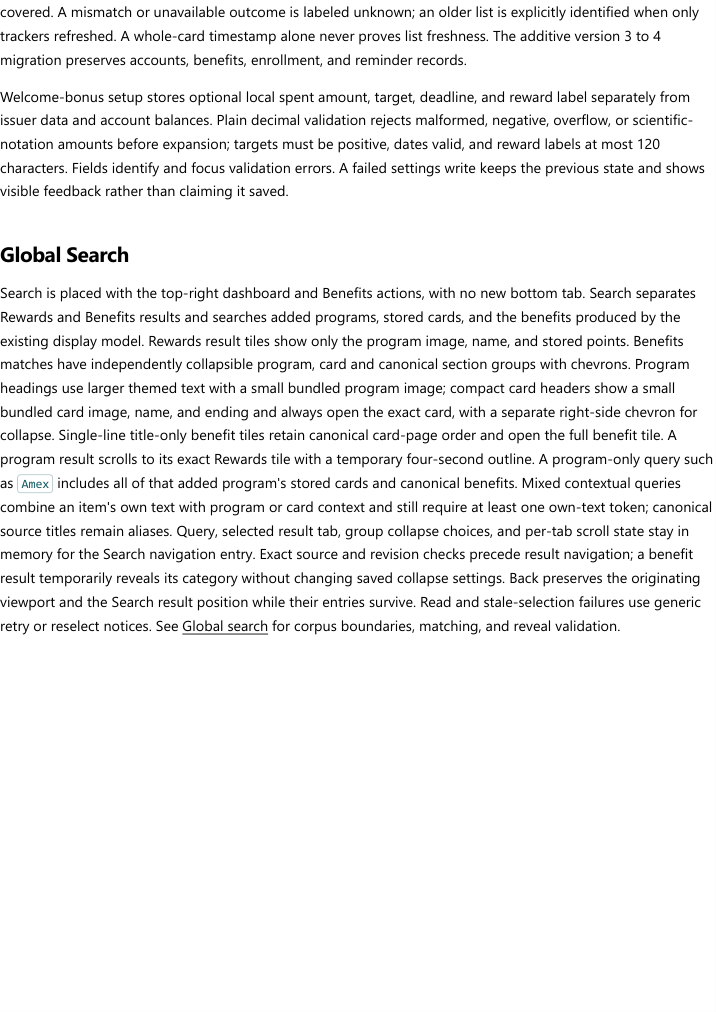 covered. A mismatch or unavailable outcome is labeled unknown; an older list is explicitly identified when only
trackers refreshed. A whole-card timestamp alone never proves list freshness. The additive version 3 to 4
migration preserves accounts, benefits, enrollment, and reminder records.
Welcome-bonus setup stores optional local spent amount, target, deadline, and reward label separately from
issuer data and account balances. Plain decimal validation rejects malformed, negative, overflow, or scientific-
notation amounts before expansion; targets must be positive, dates valid, and reward labels at most 120
characters. Fields identify and focus validation errors. A failed settings write keeps the previous state and shows
visible feedback rather than claiming it saved.
Global Search
Search is placed with the top-right dashboard and Benefits actions, with no new bottom tab. Search separates
Rewards and Benefits results and searches added programs, stored cards, and the benefits produced by the
existing display model. Rewards result tiles show only the program image, name, and stored points. Benefits
matches have independently collapsible program, card and canonical section groups with chevrons. Program
headings use larger themed text with a small bundled program image; compact card headers show a small
bundled card image, name, and ending and always open the exact card, with a separate right-side chevron for
collapse. Single-line title-only benefit tiles retain canonical card-page order and open the full benefit tile. A
program result scrolls to its exact Rewards tile with a temporary four-second outline. A program-only query such
as Amex includes all of that added program's stored cards and canonical benefits. Mixed contextual queries
combine an item's own text with program or card context and still require at least one own-text token; canonical
source titles remain aliases. Query, selected result tab, group collapse choices, and per-tab scroll state stay in
memory for the Search navigation entry. Exact source and revision checks precede result navigation; a benefit
result temporarily reveals its category without changing saved collapse settings. Back preserves the originating
viewport and the Search result position while their entries survive. Read and stale-selection failures use generic
retry or reselect notices. See Global search for corpus boundaries, matching, and reveal validation.